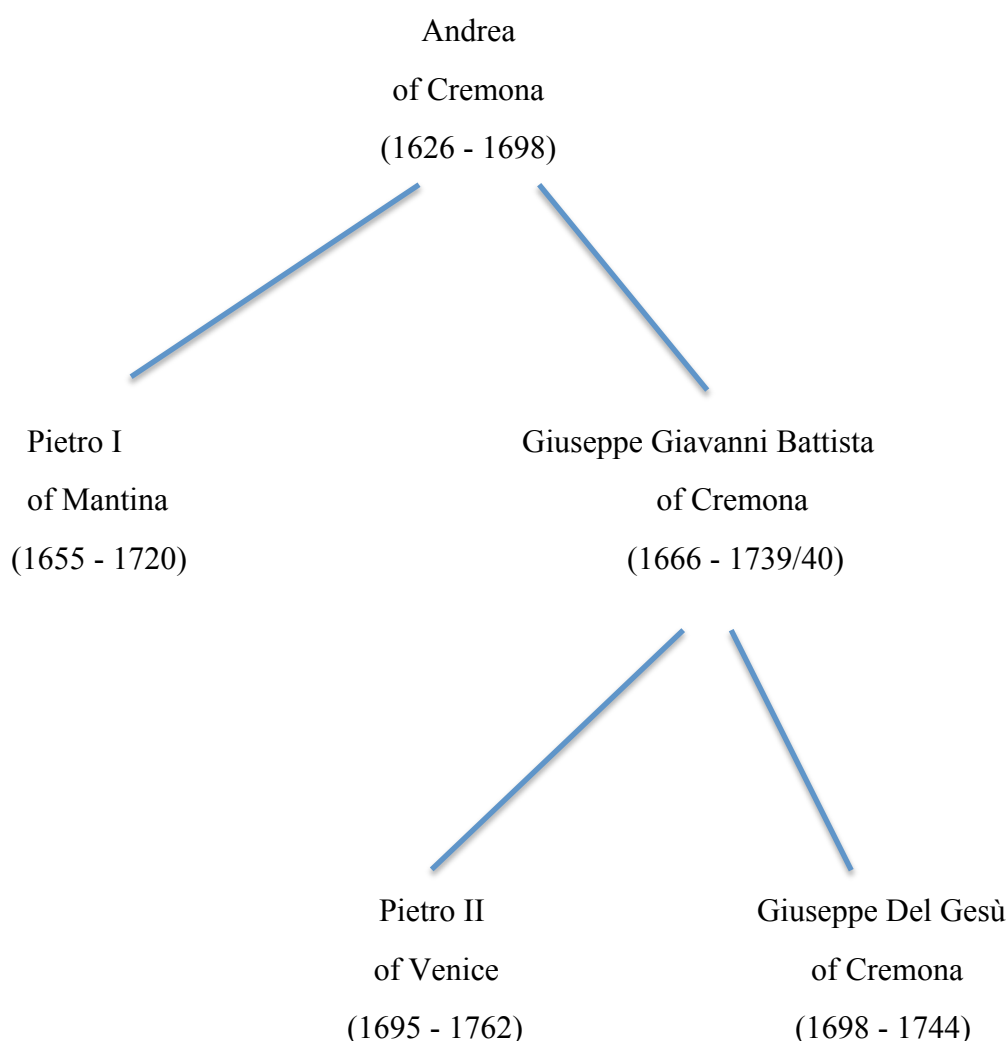 Andrea
of Cremona
(1626 - 1698)
Pietro I
of Mantina
(1655 - 1720)
Giuseppe Giavanni Battista
of Cremona
(1666 - 1739/40)
Pietro II
of Venice
(1695 - 1762)
Giuseppe Del Gesù
of Cremona
(1698 - 1744)